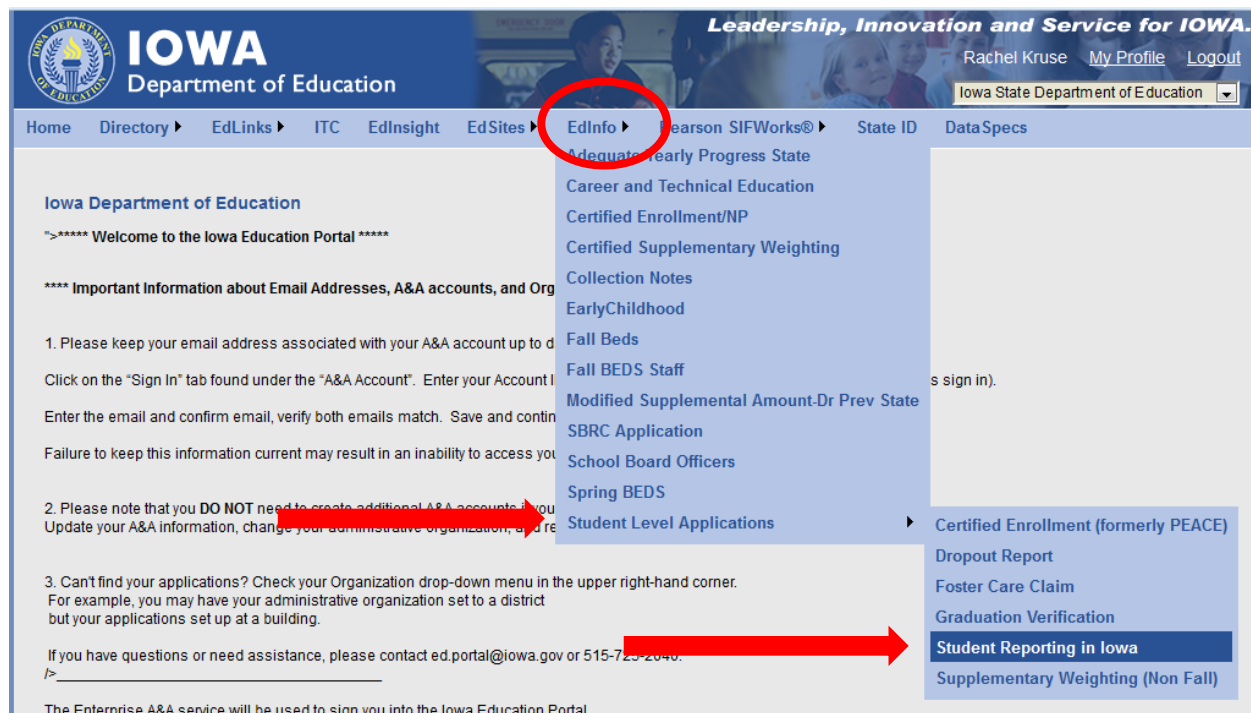 Leadership, Innovation and Service for IOWA.
IOWA
Department of Education
Rachel Kruse My Profile Logout
Iowa State Department of Education
Home Directory EdLinks ITC EdInsight EdSites EdInfo Pearson SIFWorks® State ID DataSpecs
Adequate Yearly Progress State
Career and Technical Education
Certified Enrollment/NP
Certified Supplementary Weighting
Collection Notes
EarlyChildhood
Fall Beds
Fall BEDS Staff
Modified Supplemental Amount-Dr Prev State
SBRC Application
School Board Officers
Spring BEDS
Student Level Applications
Certified Enrollment (formerly PEACE)
Dropout Report
Foster Care Claim
Graduation Verification
Student Reporting in Iowa
Supplementary Weighting (Non Fall)
Iowa Department of Education
">***** Welcome to the Iowa Education Portal *****
**** Important Information about Email Addresses, A&A accounts, and Org
1. Please keep your email address associated with your A&A account up to d
Click on the “Sign In” tab found under the “A&A Account”. Enter your Account I s sign in).
Enter the email and confirm email, verify both emails match. Save and contin
Failure to keep this information current may result in an inability to access you
2. Please note that you DO NOT need to create additional A&A accounts if you
Update your A&A information, change your administrative organization, and re
3. Can't find your applications? Check your Organization drop-down menu in the upper right-hand corner.
For example, you may have your administrative organization set to a district
but your applications set up at a building.
If you have questions or need assistance, please contact ed.portal@iowa.gov or 515-725-2040.
/>
The Enterprise A&A service will be used to sign you into the Iowa Education Portal